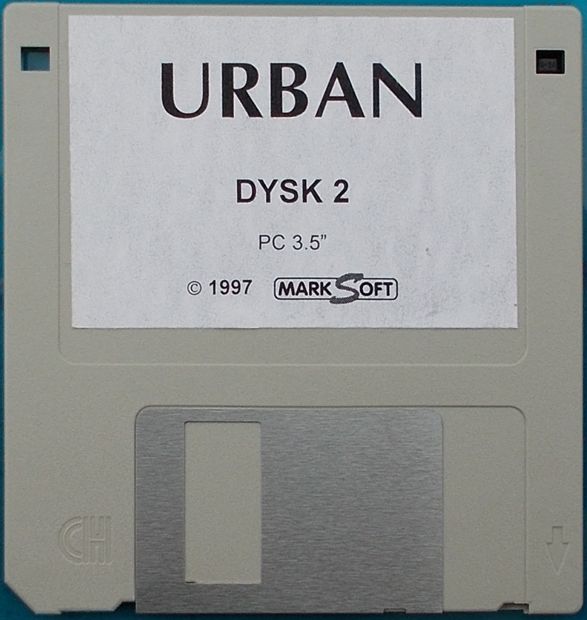 URBAN
DYSK 2
PC 3.5”
© 1997 MARKSOFT